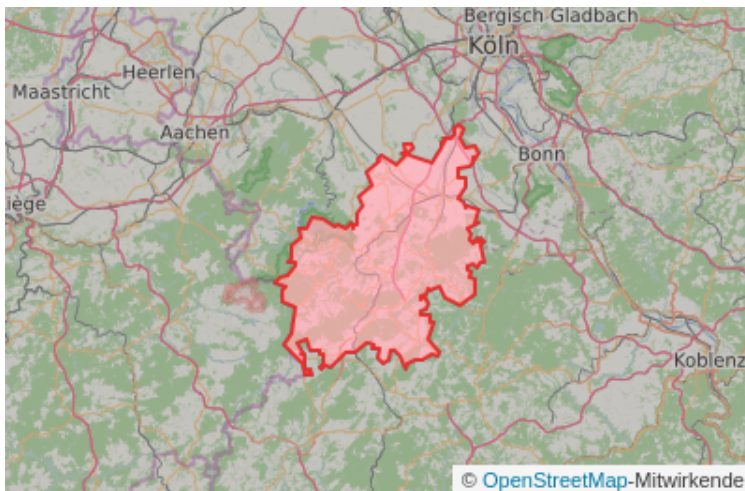 Bergisch Gladbach
Köln
Heerlen
Maastricht
Aachen
Bonn
iège
Koblenz
© OpenStreetMap-Mitwirkende